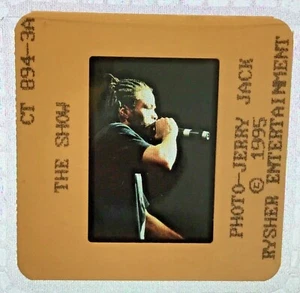 CT 894-3A
THE SHOW
PHOTO-JERRY JACK
© 1995
RYSHER ENTERTAINMENT